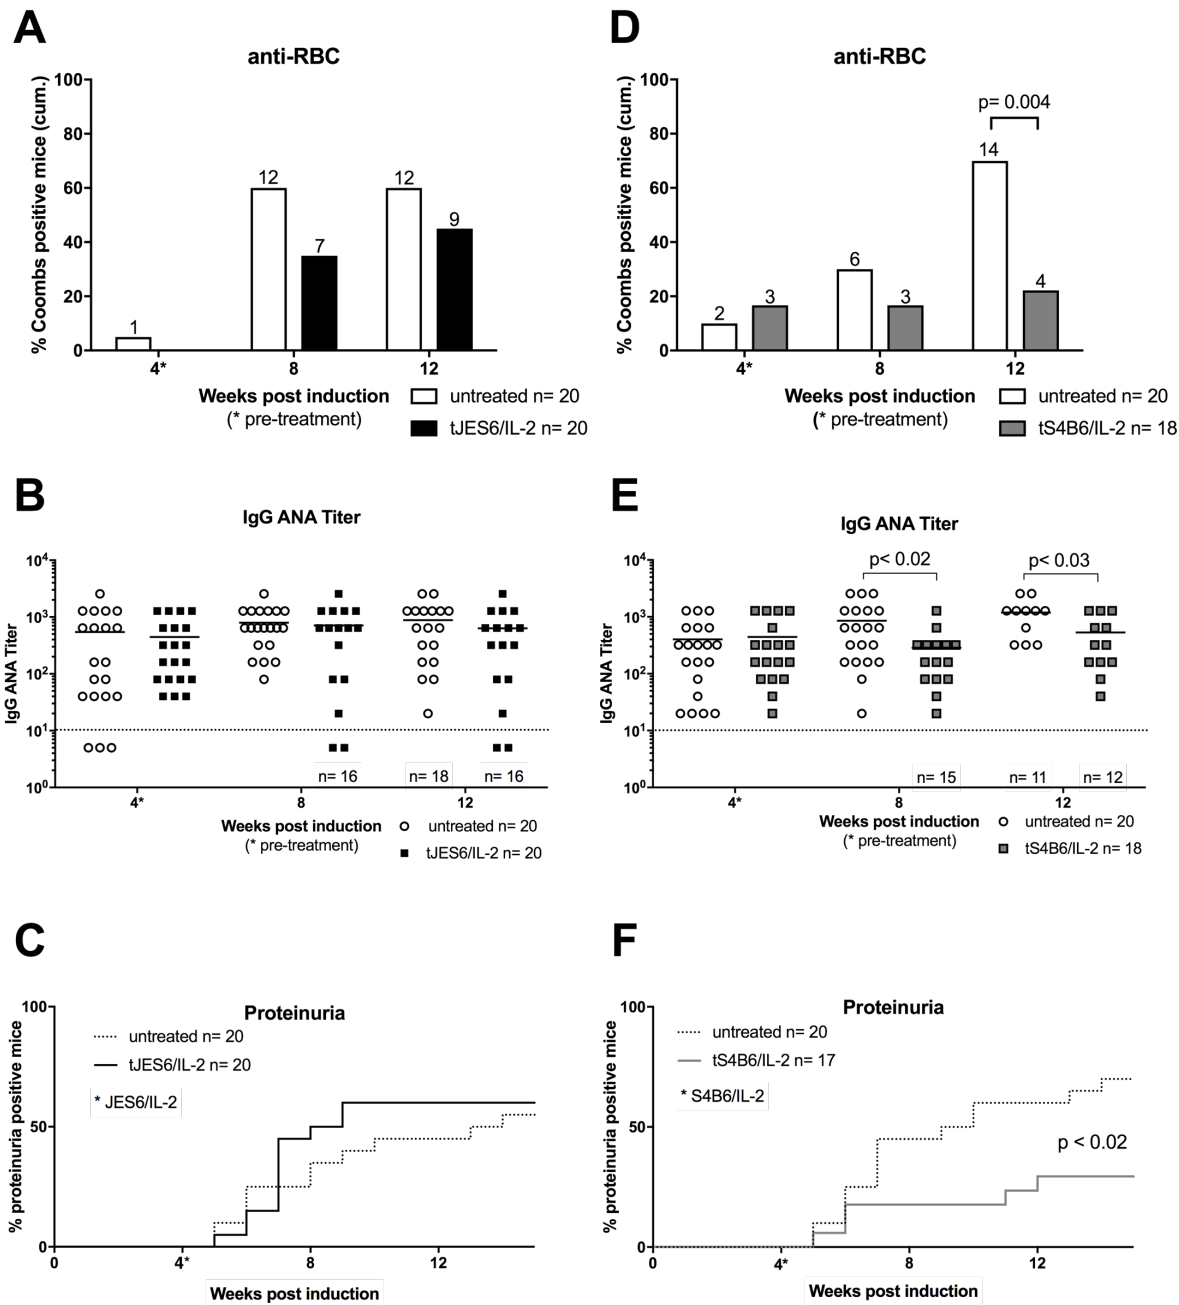 A
anti-RBC
% Coombs positive mice (cum.)
100
80
60
40
20
0
1
12
7
12
9
4*
8
12
Weeks post induction
(* pre-treatment)
untreated n= 20
tJES6/IL-2 n= 20
D
anti-RBC
% Coombs positive mice (cum.)
100
80
60
40
20
0
p= 0.004
2
3
6
3
14
4
4*
8
12
Weeks post induction
(* pre-treatment)
untreated n= 20
tS4B6/IL-2 n= 18
B
IgG ANA Titer
IgG ANA Titer
10⁴
10³
10²
10¹
10⁰
n= 16
n= 18
n= 16
4*
8
12
Weeks post induction
(* pre-treatment)
untreated n= 20
tJES6/IL-2 n= 20
E
IgG ANA Titer
IgG ANA Titer
10⁴
10³
10²
10¹
10⁰
p< 0.02
p< 0.03
n= 15
n= 11
n= 12
4*
8
12
Weeks post induction
(* pre-treatment)
untreated n= 20
tS4B6/IL-2 n= 18
C
Proteinuria
% proteinuria positive mice
100
50
0
untreated n= 20
tJES6/IL-2 n= 20
* JES6/IL-2
0
4*
8
12
Weeks post induction
F
Proteinuria
% proteinuria positive mice
100
50
0
untreated n= 20
tS4B6/IL-2 n= 17
* S4B6/IL-2
p < 0.02
0
4*
8
12
Weeks post induction